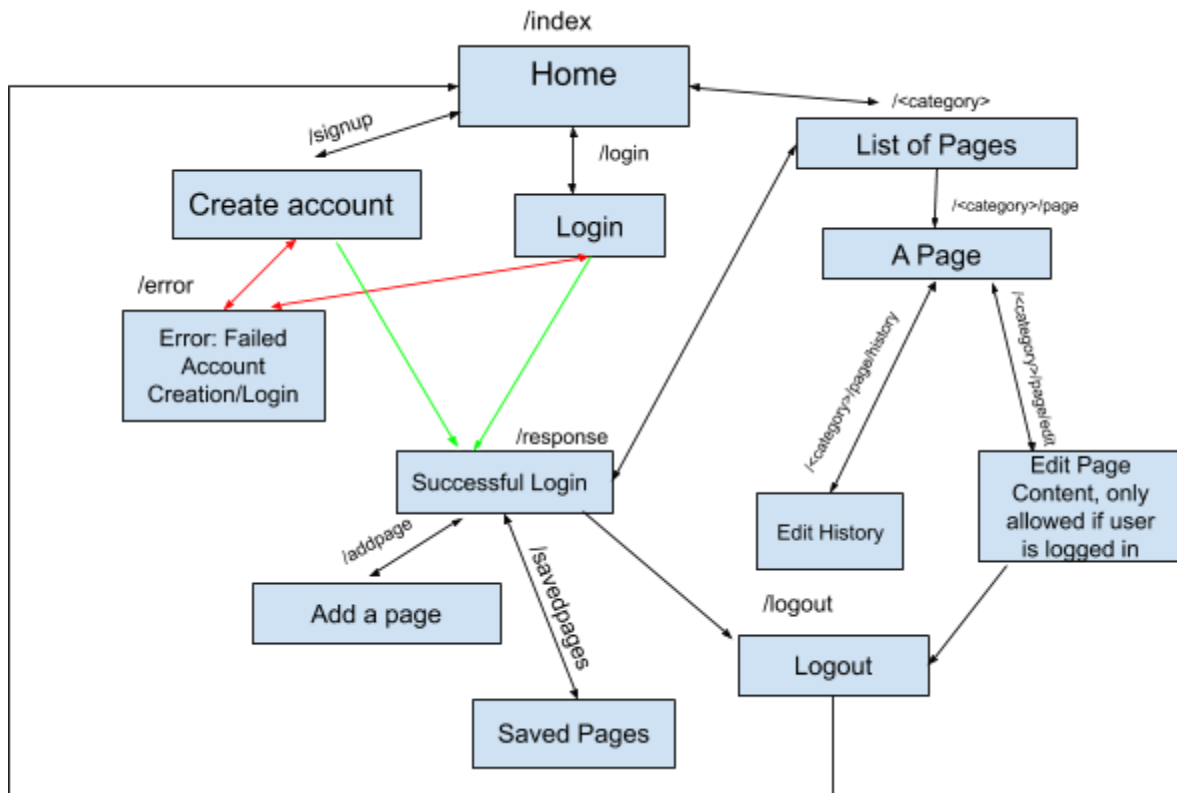 /index
Home
/<category>
/signup
/login
List of Pages
Create account
Login
/<category>/page
A Page
/error
Error: Failed
Account
Creation/Login
/<category>/page/history
/<category>/page/edit
/response
Successful Login
Edit Page
Content, only
allowed if user
is logged in
Edit History
/addpage
/savedpages
Add a page
/logout
Logout
Saved Pages